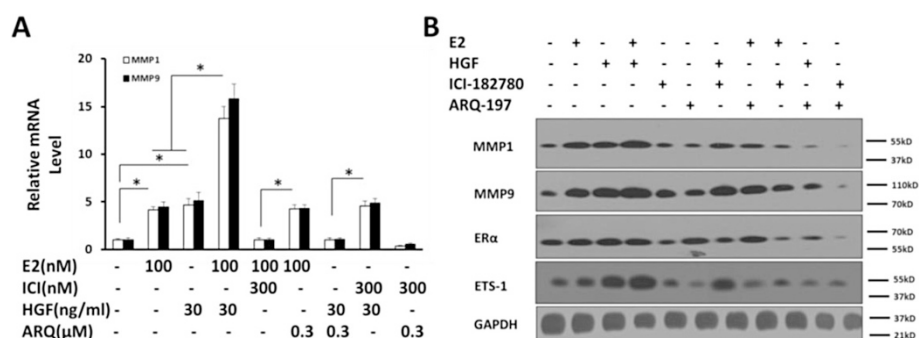 A
20
15
10
5
0
Relative mRNA
Level
MMP1
MMP9
*
*
*
*
*
E2(nM) - 100 - 100 100 100 - - -
ICI(nM) - - - - 300 - - 300 300
HGF(ng/ml) - - 30 30 - - 30 30 -
ARQ(μM) - - - - - 0.3 0.3 - 0.3
B
E2 - + - + - - - + + - -
HGF - - + + - - + - - + -
ICI-182780 - - - - + - + - + - +
ARQ-197 - - - - - + - + - + +
MMP1
55kD
37kD
MMP9
110kD
70kD
ERα
70kD
55kD
ETS-1
55kD
37kD
GAPDH
37kD
21kD